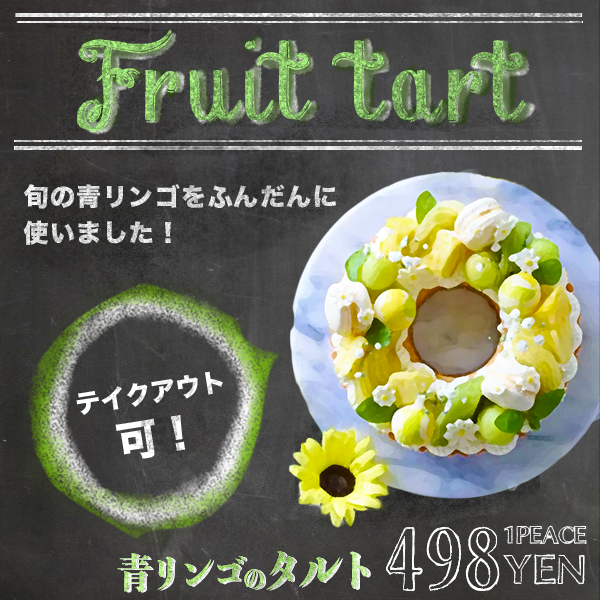 Fruit tart
旬の青リンゴをふんだんに
使いました！
テイクアウト
可！
青リンゴのタルト 498 1PEACE
YEN